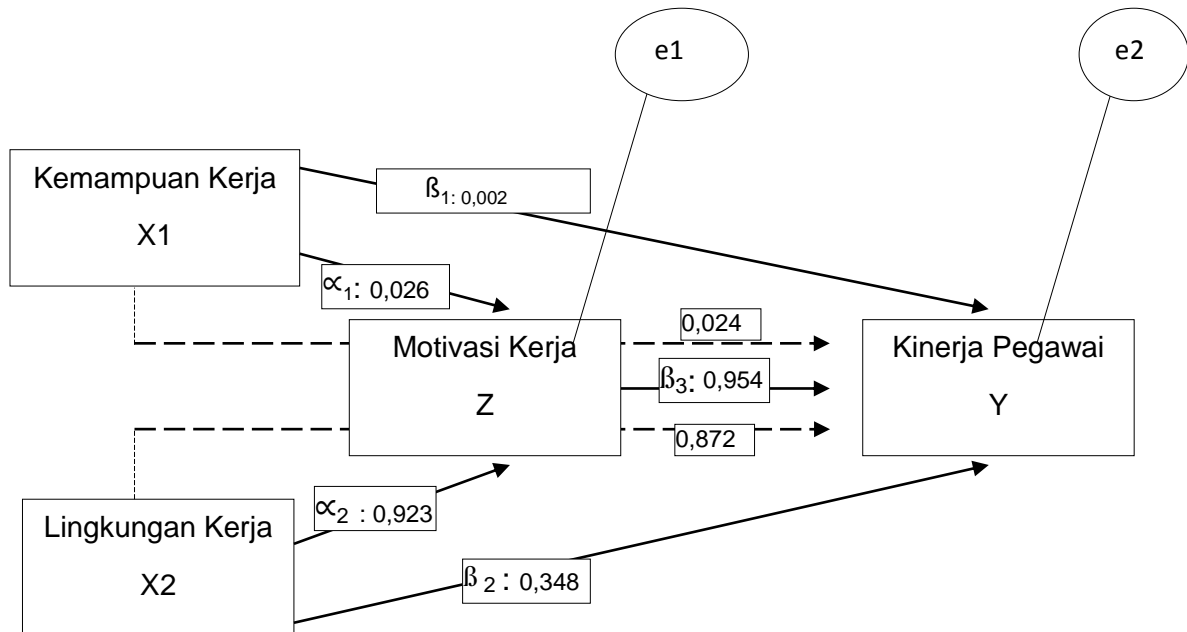 e1
e2
Kemampuan Kerja
X1
ß1: 0,002
∝1: 0,026
Motivasi Kerja
Z
0,024
ß3: 0,954
0,872
Kinerja Pegawai
Y
∝2 : 0,923
Lingkungan Kerja
X2
ß 2 : 0,348